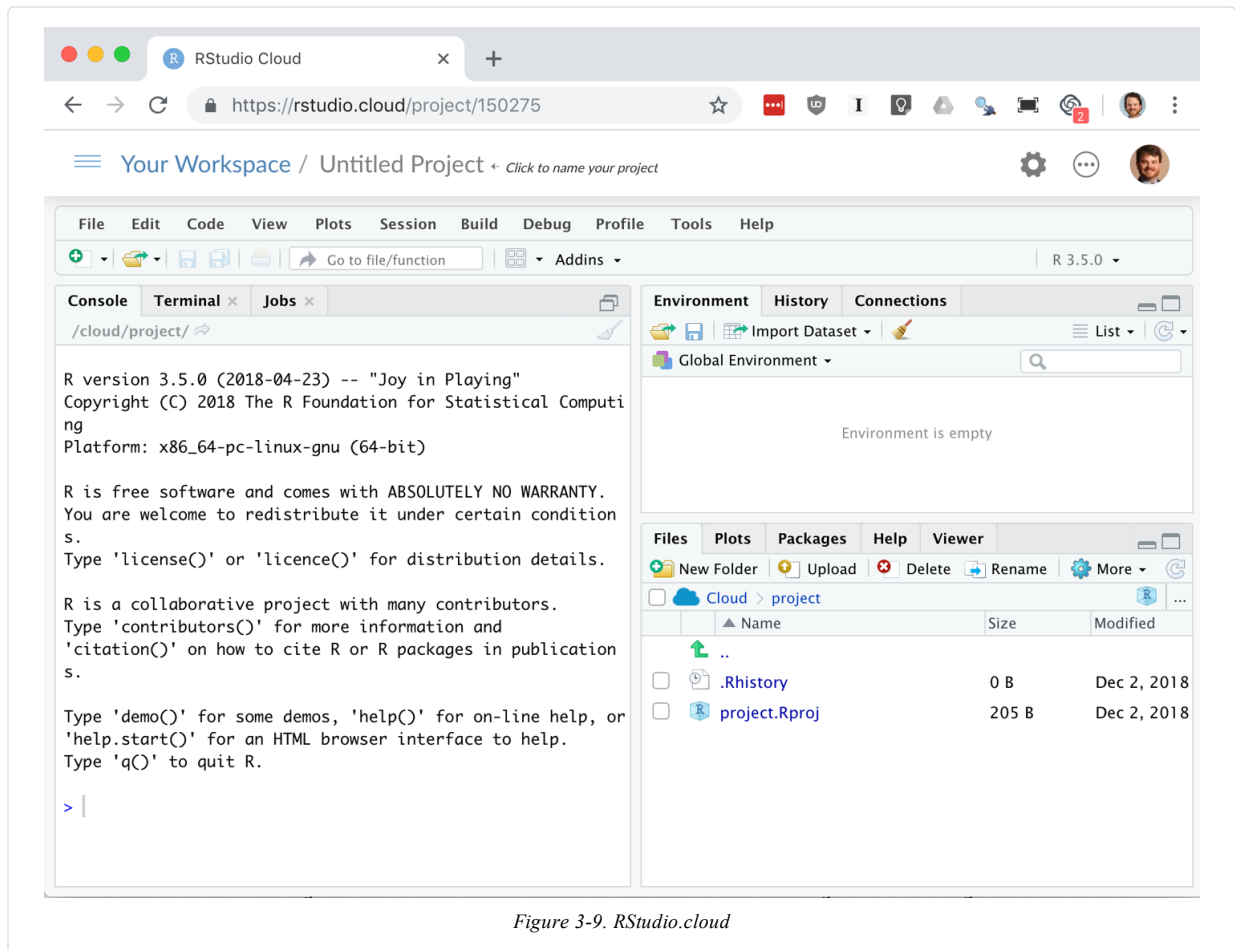 RStudio Cloud
https://rstudio.cloud/project/150275
2
Your Workspace / Untitled Project ← Click to name your project
File Edit Code View Plots Session Build Debug Profile Tools Help
Go to file/function Addins R 3.5.0
Console Terminal Jobs
/cloud/project/
R version 3.5.0 (2018-04-23) -- "Joy in Playing"
Copyright (C) 2018 The R Foundation for Statistical Computi
ng
Platform: x86_64-pc-linux-gnu (64-bit)
R is free software and comes with ABSOLUTELY NO WARRANTY.
You are welcome to redistribute it under certain condition
s.
Type 'license()' or 'licence()' for distribution details.
R is a collaborative project with many contributors.
Type 'contributors()' for more information and
'citation()' on how to cite R or R packages in publication
s.
Type 'demo()' for some demos, 'help()' for on-line help, or
'help.start()' for an HTML browser interface to help.
Type 'q()' to quit R.
>
Environment History Connections
Import Dataset List
Global Environment
Environment is empty
Files Plots Packages Help Viewer
New Folder Upload Delete Rename More
Cloud > project ...
Name Size Modified
..
.Rhistory 0 B Dec 2, 2018
project.Rproj 205 B Dec 2, 2018
Figure 3-9. RStudio.cloud